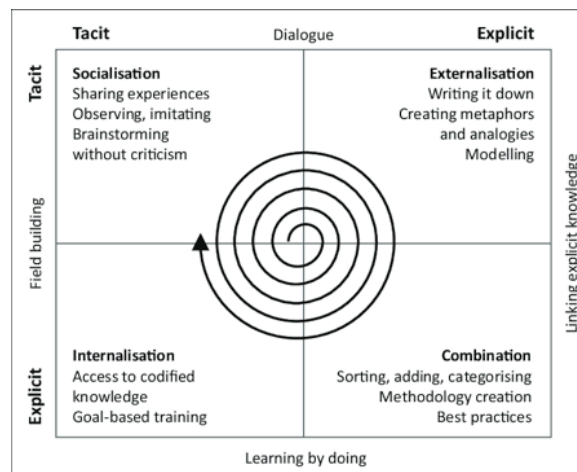 Tacit
Dialogue
Explicit
Tacit
Socialisation
Sharing experiences
Observing, imitating
Brainstorming
without criticism
Externalisation
Writing it down
Creating metaphors
and analogies
Modelling
Field building
Linking explicit knowledge
Explicit
Internalisation
Access to codified
knowledge
Goal-based training
Combination
Sorting, adding, categorising
Methodology creation
Best practices
Learning by doing